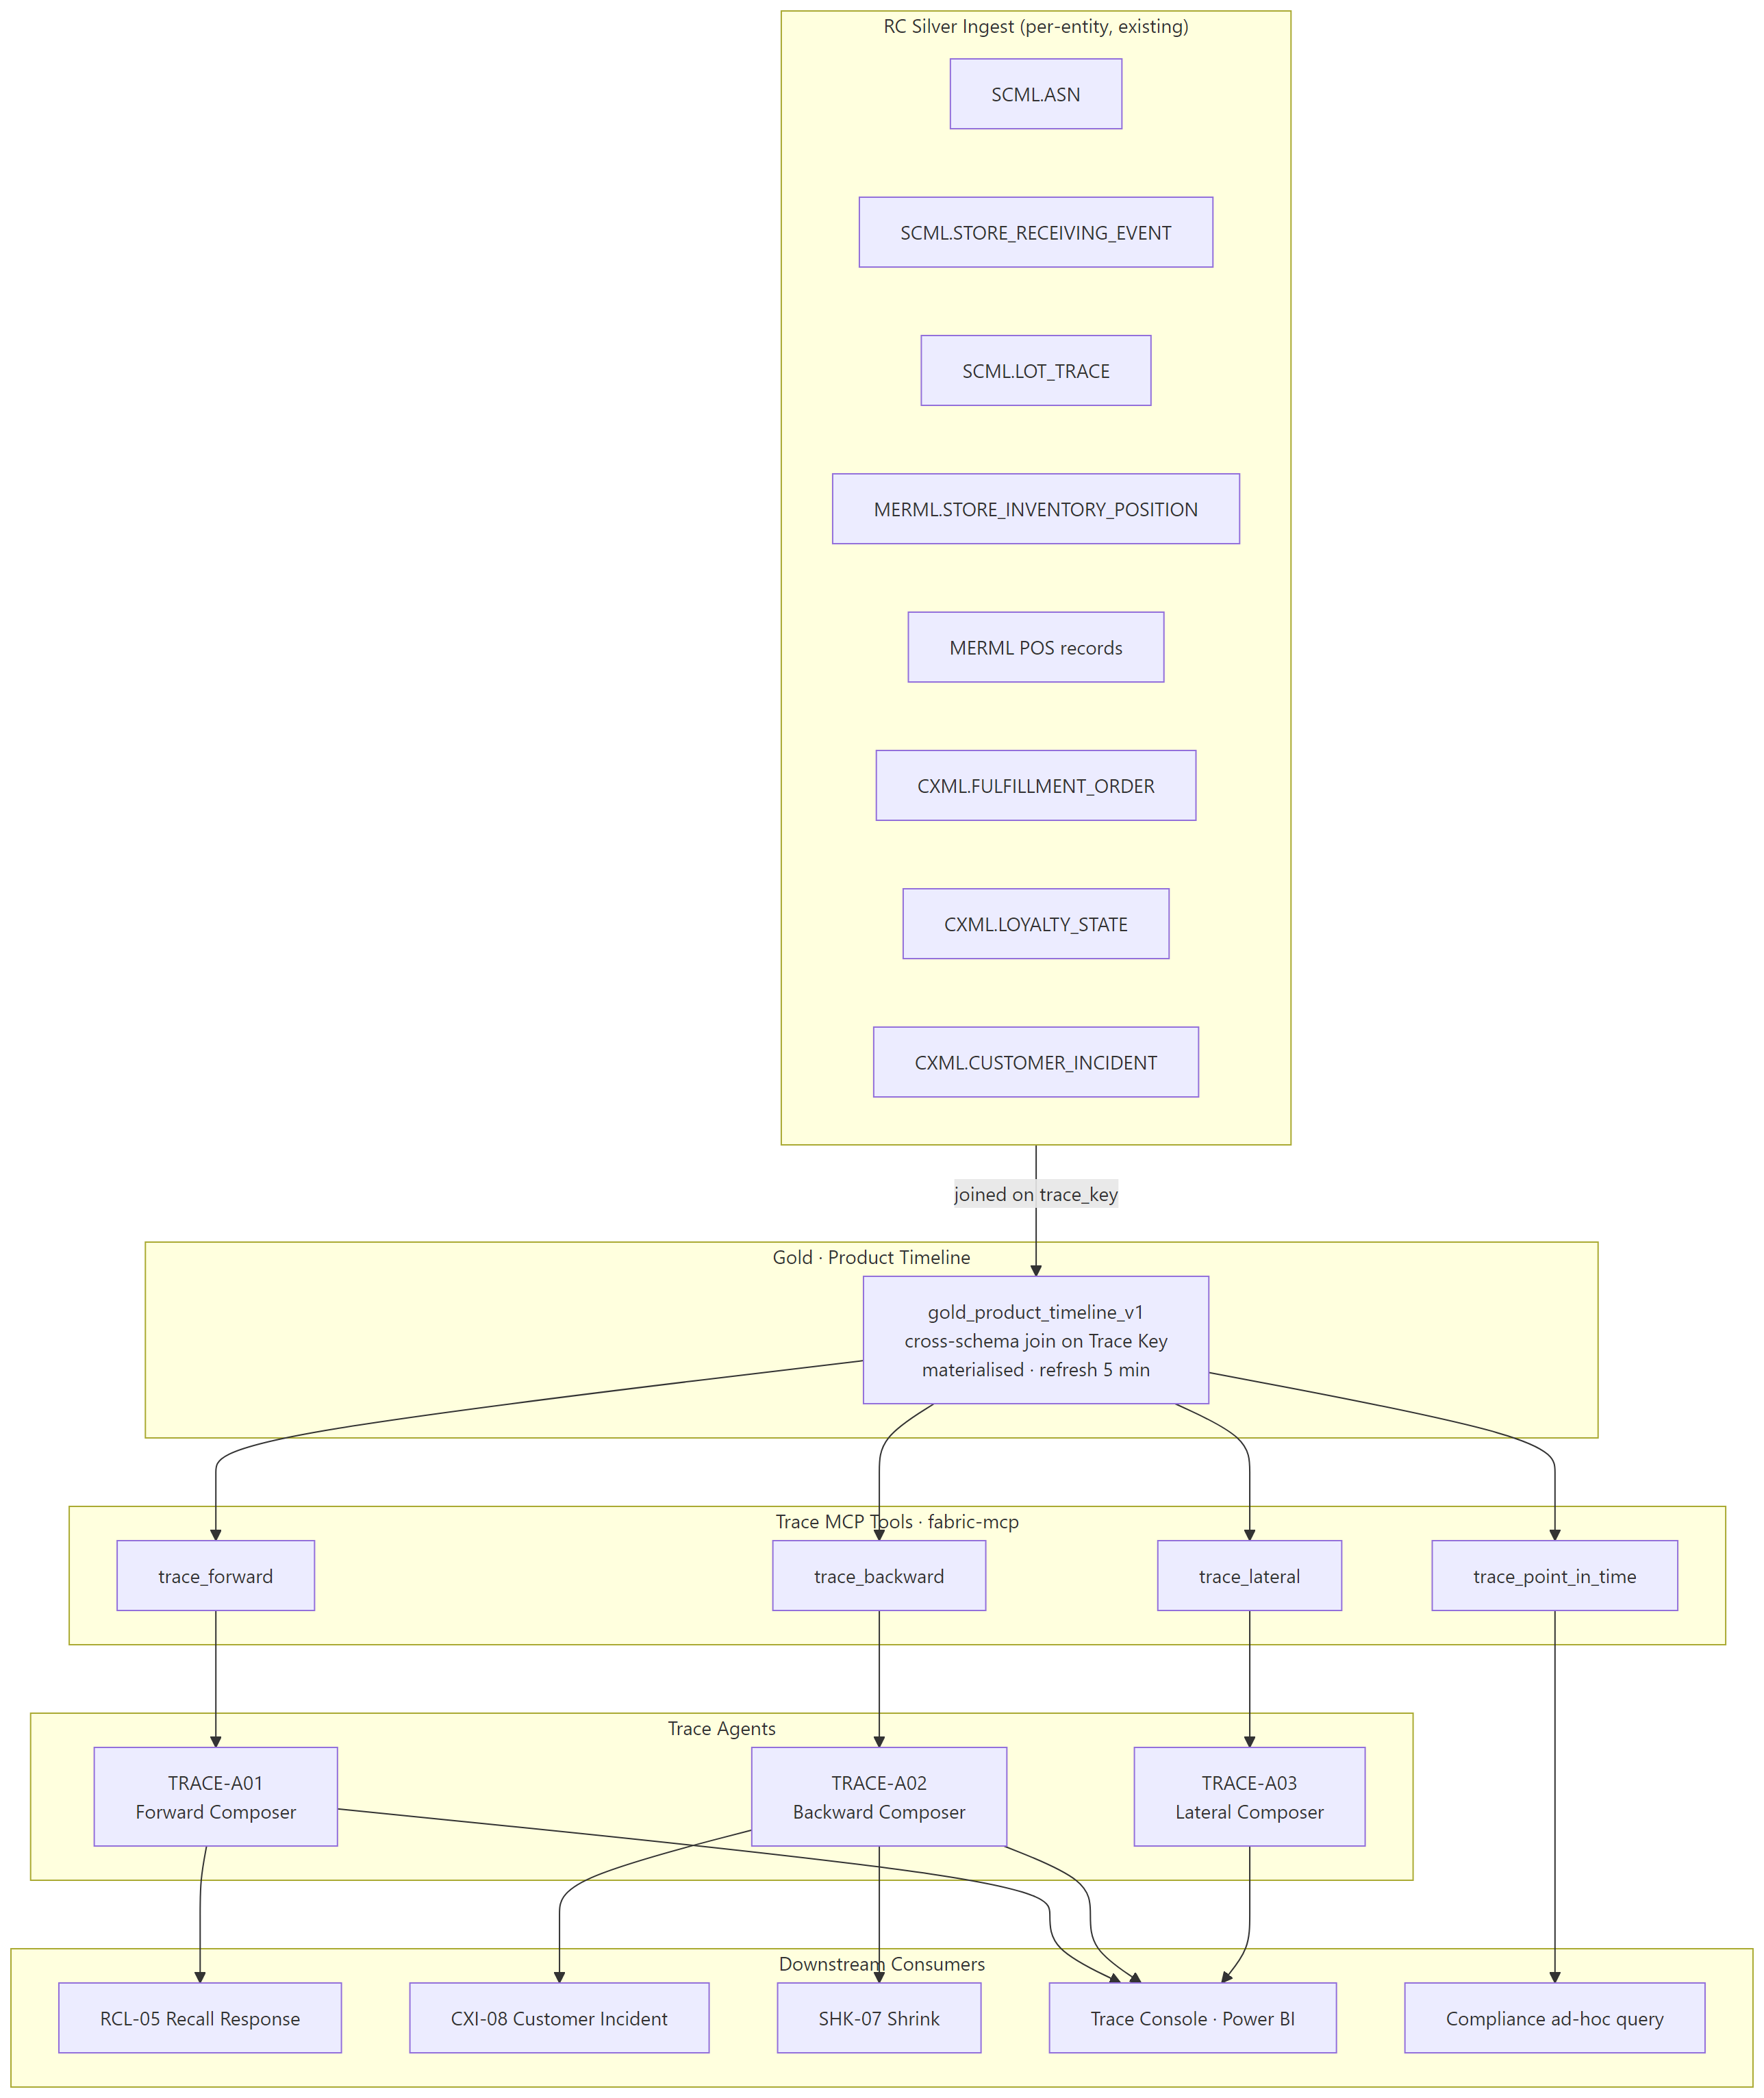 RC Silver Ingest (per-entity, existing)
SCML.ASN
SCML.STORE_RECEIVING_EVENT
SCML.LOT_TRACE
MERML.STORE_INVENTORY_POSITION
MERML POS records
CXML.FULFILLMENT_ORDER
CXML.LOYALTY_STATE
CXML.CUSTOMER_INCIDENT
joined on trace_key
Gold · Product Timeline
gold_product_timeline_v1
cross-schema join on Trace Key
materialised · refresh 5 min
Trace MCP Tools · fabric-mcp
trace_forward
trace_backward
trace_lateral
trace_point_in_time
Trace Agents
TRACE-A01
Forward Composer
TRACE-A02
Backward Composer
TRACE-A03
Lateral Composer
Downstream Consumers
RCL-05 Recall Response
CXI-08 Customer Incident
SHK-07 Shrink
Trace Console · Power BI
Compliance ad-hoc query